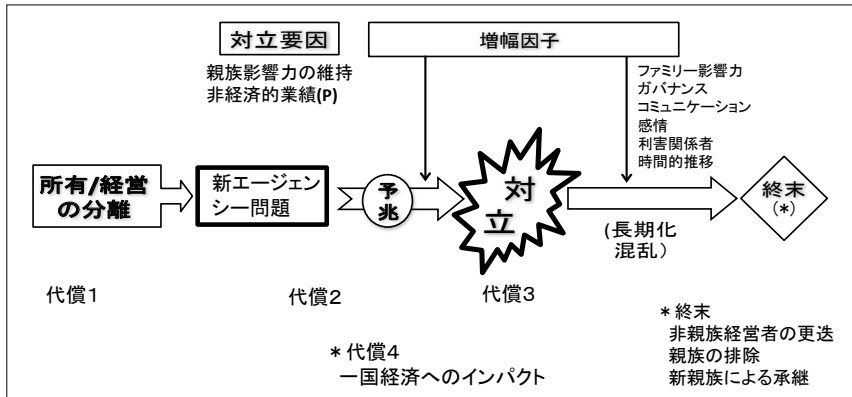 対立要因
増幅因子
親族影響力の維持
非経済的業績(P)
ファミリー影響力
ガバナンス
コミュニケーション
感情
利害関係者
時間的推移
所有/経営
の分離
新エージェン
シー問題
予
兆
対
立
終末
(*)
(長期化
混乱）
代償１
代償２
代償３
*代償４
一国経済へのインパクト
*終末
非親族経営者の更迭
親族の排除
新親族による承継